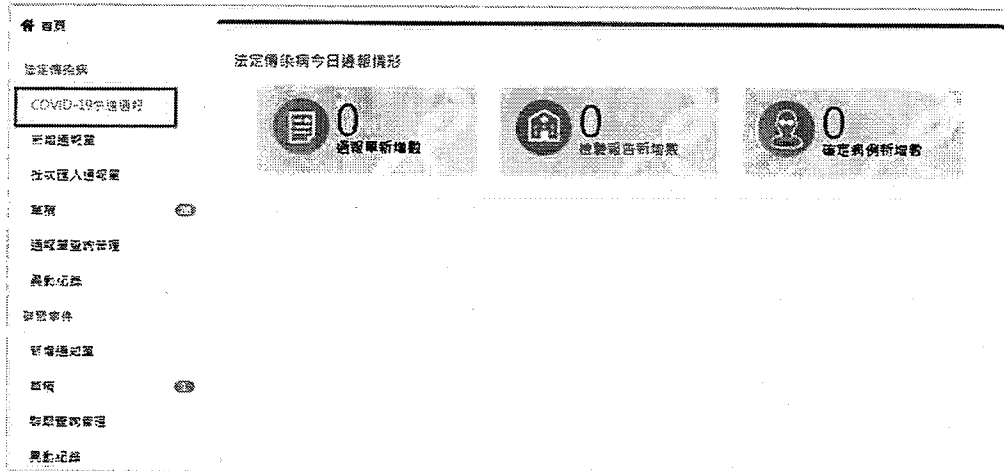 首頁
法定傳染病
COVID-19快速通報
新增通報單
批次匯入通報單
草稿
通報單查詢管理
異動紀錄
群聚事件
新增通知單
草稿
群聚查詢管理
異動紀錄
法定傳染病今日通報情形
0
通報單新增數
0
檢驗報告新增數
0
確定病例新增數